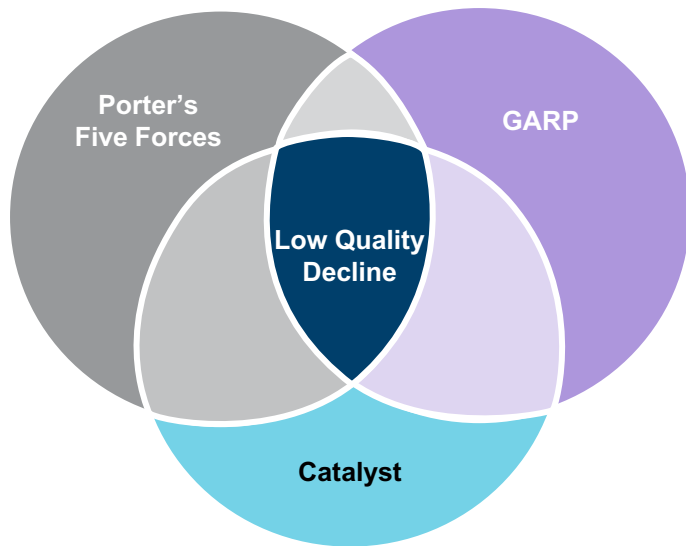 Porter’s
Five Forces
GARP
Low Quality
Decline
Catalyst